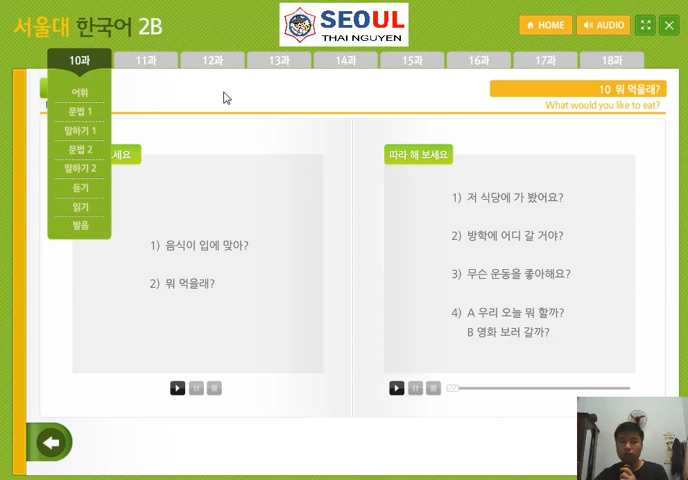 서울대 한국어 2B
SEOUL
THAI NGUYEN
HOME
AUDIO
10과
11과
12과
13과
14과
15과
16과
17과
18과
어휘
문법 1
말하기 1
문법 2
말하기 2
듣기
읽기
발음
10 뭐 먹을래?
What would you like to eat?
세요
1) 음식이 입에 맞아?
2) 뭐 먹을래?
따라 해 보세요
1) 저 식당에 가 봤어요?
2) 방학에 어디 갈 거야?
3) 무슨 운동을 좋아해요?
4) A 우리 오늘 뭐 할까?
B 영화 보러 갈까?